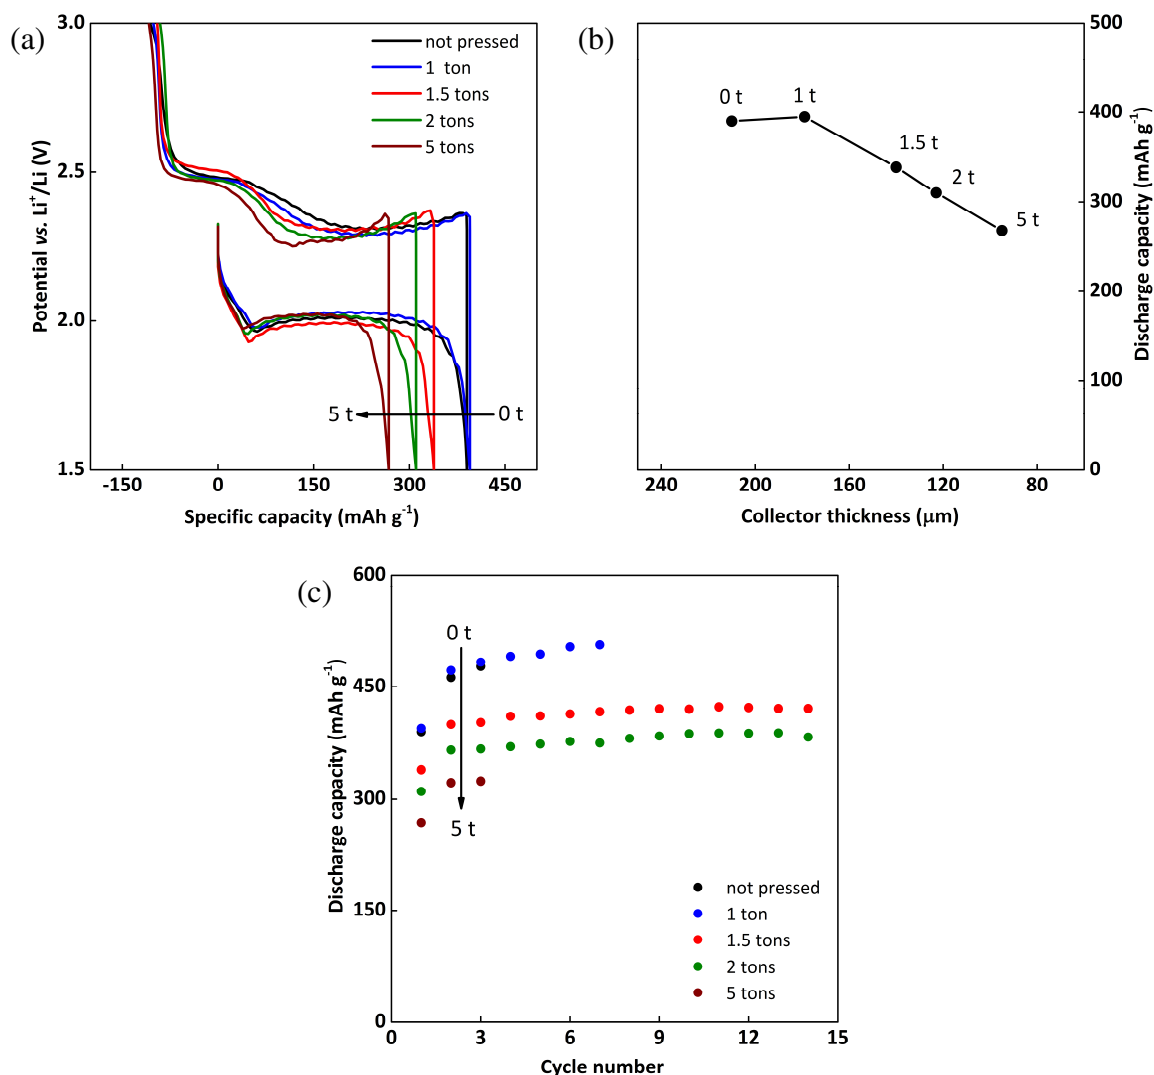 (a)
3.0
2.5
2.0
1.5
Potential vs. Li⁺/Li (V)
not pressed
1 ton
1.5 tons
2 tons
5 tons
5 t
0 t
-150 0 150 300 450
Specific capacity (mAh g⁻¹)
(b)
0 t
1 t
1.5 t
2 t
5 t
500
400
300
200
100
0
Discharge capacity (mAh g⁻¹)
240 200 160 120 80
Collector thickness (µm)
(c)
600
450
300
150
0
Discharge capacity (mAh g⁻¹)
0 t
5 t
not pressed
1 ton
1.5 tons
2 tons
5 tons
0 3 6 9 12 15
Cycle number